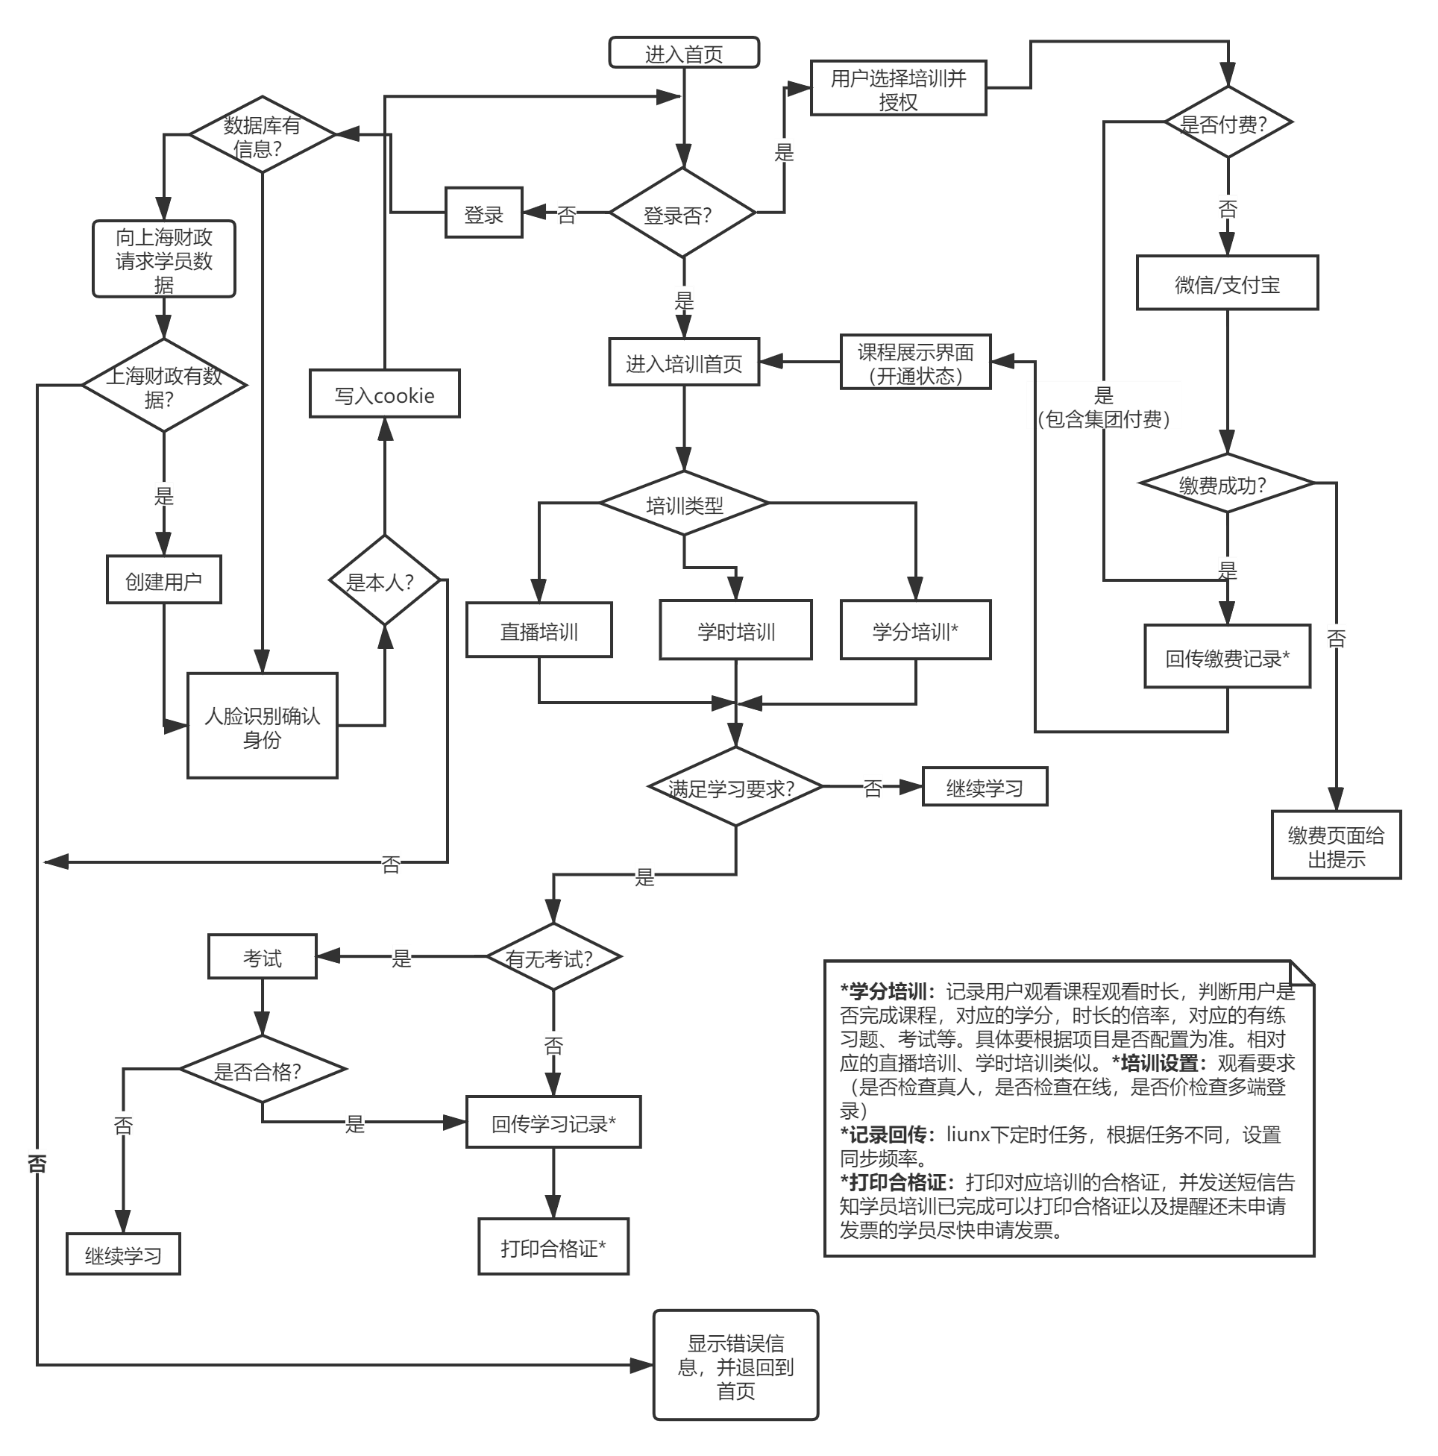 进入首页
用户选择培训并
授权
数据库有
信息?
是否付费?
是
登录
否
登录否?
否
向上海财政
请求学员数
据
微信/支付宝
是
课程展示界面
（开通状态）
进入培训首页
上海财政有数
据?
写入cookie
是
(包含集团付费)
缴费成功?
是
培训类型
创建用户
是本人?
是
直播培训
学时培训
学分培训*
否
回传缴费记录*
人脸识别确认
身份
满足学习要求?
否
继续学习
缴费页面给
出提示
否
是
考试
是
有无考试?
*学分培训：记录用户观看课程观看时长，判断用户是
否完成课程，对应的学分，时长的倍率，对应的有练
习题、考试等。具体要根据项目是否配置为准。相对
应的直播培训、学时培训类似。*培训设置：观看要求
（是否检查真人，是否检查在线，是否价检查多端登
录）
*记录回传：liunx下定时任务，根据任务不同，设置
同步频率。
*打印合格证：打印对应培训的合格证，并发送短信告
知学员培训已完成可以打印合格证以及提醒还未申请
发票的学员尽快申请发票。
否
是否合格?
否
是
回传学习记录*
否
继续学习
打印合格证*
显示错误信
息，并退回到
首页